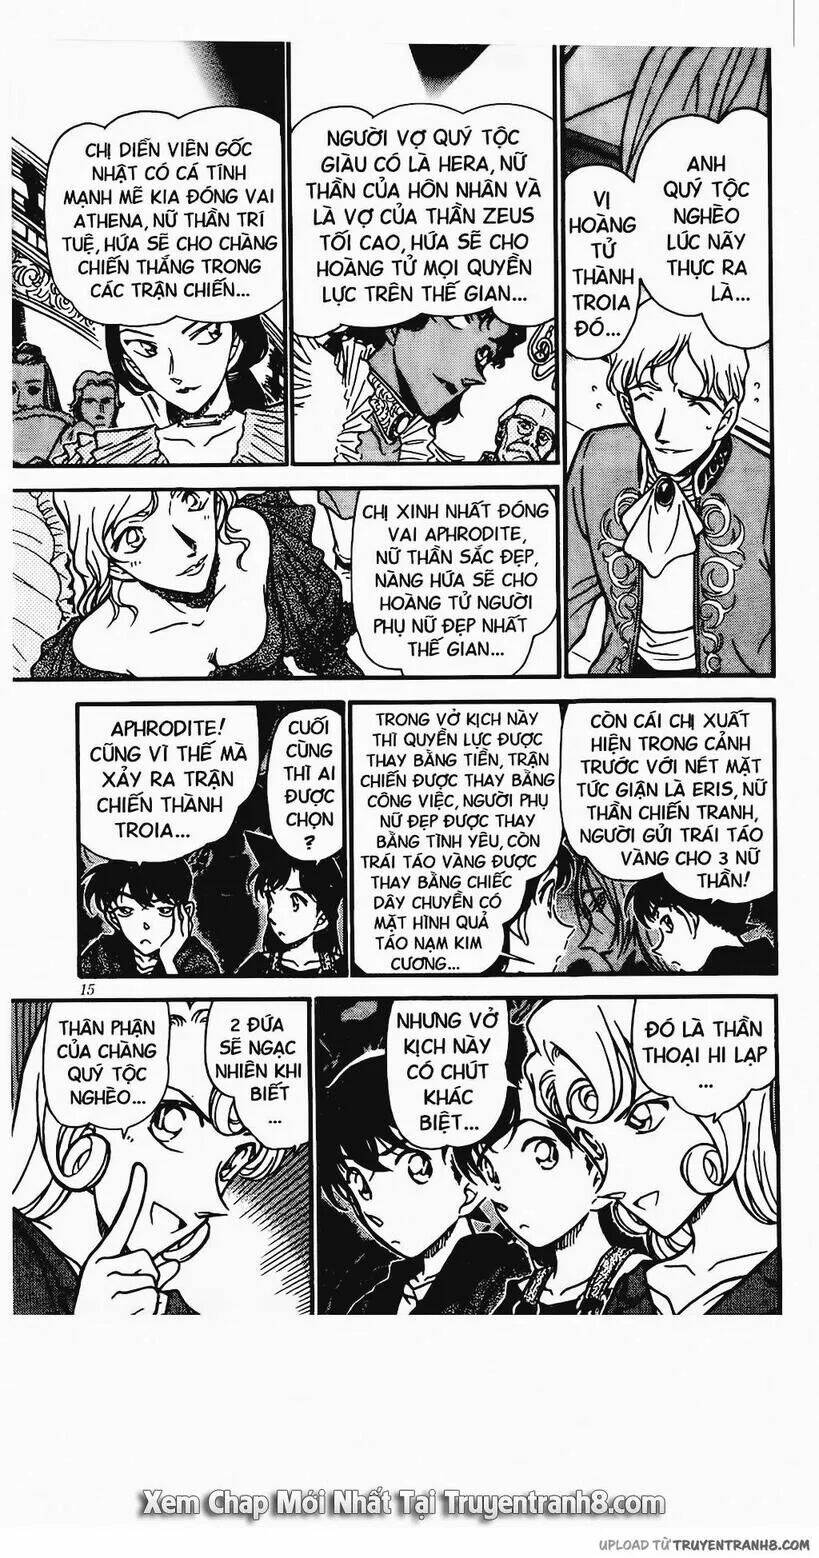 ANH
QUÝ TỘC
NGHÈO
LÚC NÃY
THỰC RA
LÀ...
VỊ
HOÀNG
TỬ
THÀNH
TROIA
ĐÓ...
NGƯỜI VỢ QUÝ TỘC
GIÀU CÓ LÀ HERA, NỮ
THẦN CỦA HÔN NHÂN VÀ
LÀ VỢ CỦA THẦN ZEUS
TỐI CAO, HỨA SẼ CHO
HOÀNG TỬ MỌI QUYỀN
LỰC TRÊN THẾ GIAN...
CHỊ DIỄN VIÊN GỐC
NHẬT CÓ CÁ TÍNH
MẠNH MẼ KIA ĐÓNG VAI
ATHENA, NỮ THẦN TRÍ
TUỆ, HỨA SẼ CHO CHÀNG
CHIẾN THẮNG TRONG
CÁC TRẬN CHIẾN...
CHỊ XINH NHẤT ĐÓNG
VAI APHRODITE,
NỮ THẦN SẮC ĐẸP,
NÀNG HỨA SẼ CHO
HOÀNG TỬ NGƯỜI
PHỤ NỮ ĐẸP NHẤT
THẾ GIAN...
CÒN CÁI CHỊ XUẤT
HIỆN TRONG CẢNH
TRƯỚC VỚI NÉT MẶT
TỨC GIẬN LÀ ERIS, NỮ
THẦN CHIẾN TRANH,
NGƯỜI GỬI TRÁI TÁO
VÀNG CHO 3 NỮ
THẦN!
TRONG VỞ KỊCH NÀY
THÌ QUYỀN LỰC ĐƯỢC
THAY BẰNG TIỀN, TRẬN
CHIẾN ĐƯỢC THAY BẰNG
CÔNG VIỆC, NGƯỜI PHỤ
NỮ ĐẸP ĐƯỢC THAY
BẰNG TÌNH YÊU, CÒN
TRÁI TÁO VÀNG ĐƯỢC
THAY BẰNG CHIẾC
DÂY CHUYỀN CÓ
MẶT HÌNH QUẢ
TÁO NẠM KIM
CƯƠNG...
CUỐI
CÙNG
THÌ AI
ĐƯỢC
CHỌN
?
APHRODITE!
CŨNG VÌ THẾ MÀ
XẢY RA TRẬN
CHIẾN THÀNH
TROIA...
15
ĐÓ LÀ THẦN
THOẠI HI LẠP
...
NHƯNG VỞ
KỊCH NÀY
CÓ CHÚT
KHÁC
BIỆT...
2 ĐỨA
SẼ NGẠC
NHIÊN KHI
BIẾT
...
THÂN PHẬN
CỦA CHÀNG
QUÝ TỘC
NGHÈO...
Xem Chap Mới Nhất Tại Truyentranh8.com
UPLOAD TỪ TRUYENTRANH8.COM